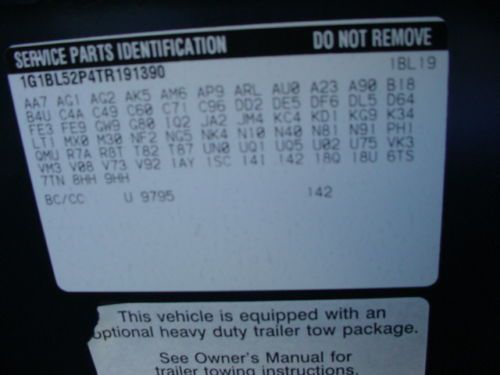 SERVICE PARTS IDENTIFICATION DO NOT REMOVE
1G1BL52P4TR191390 1BL19
AA7 AG1 AG2 AK5 AM6 AP9 ARL AU0 A23 A90 B18
B4U C4A C49 C60 C71 C96 DD2 DE5 DF6 DL5 D64
FE3 FE9 GW9 G80 IQ2 JA2 JM4 KC4 KD1 KG9 K34
LT1 MX0 M30 NF2 NG5 NK4 N10 N40 N81 N91 PH1
QMU R7A R8T T82 T87 UN0 UQ1 UQ5 U02 U75 VK3
VM3 V08 V73 V92 1AY 1SC 141 142 18Q 18U 6TS
7TN 8HH 9HH
BC/CC U 9795 142
This vehicle is equipped with an
optional heavy duty trailer tow package.
See Owner's Manual for
trailer towing instructions.